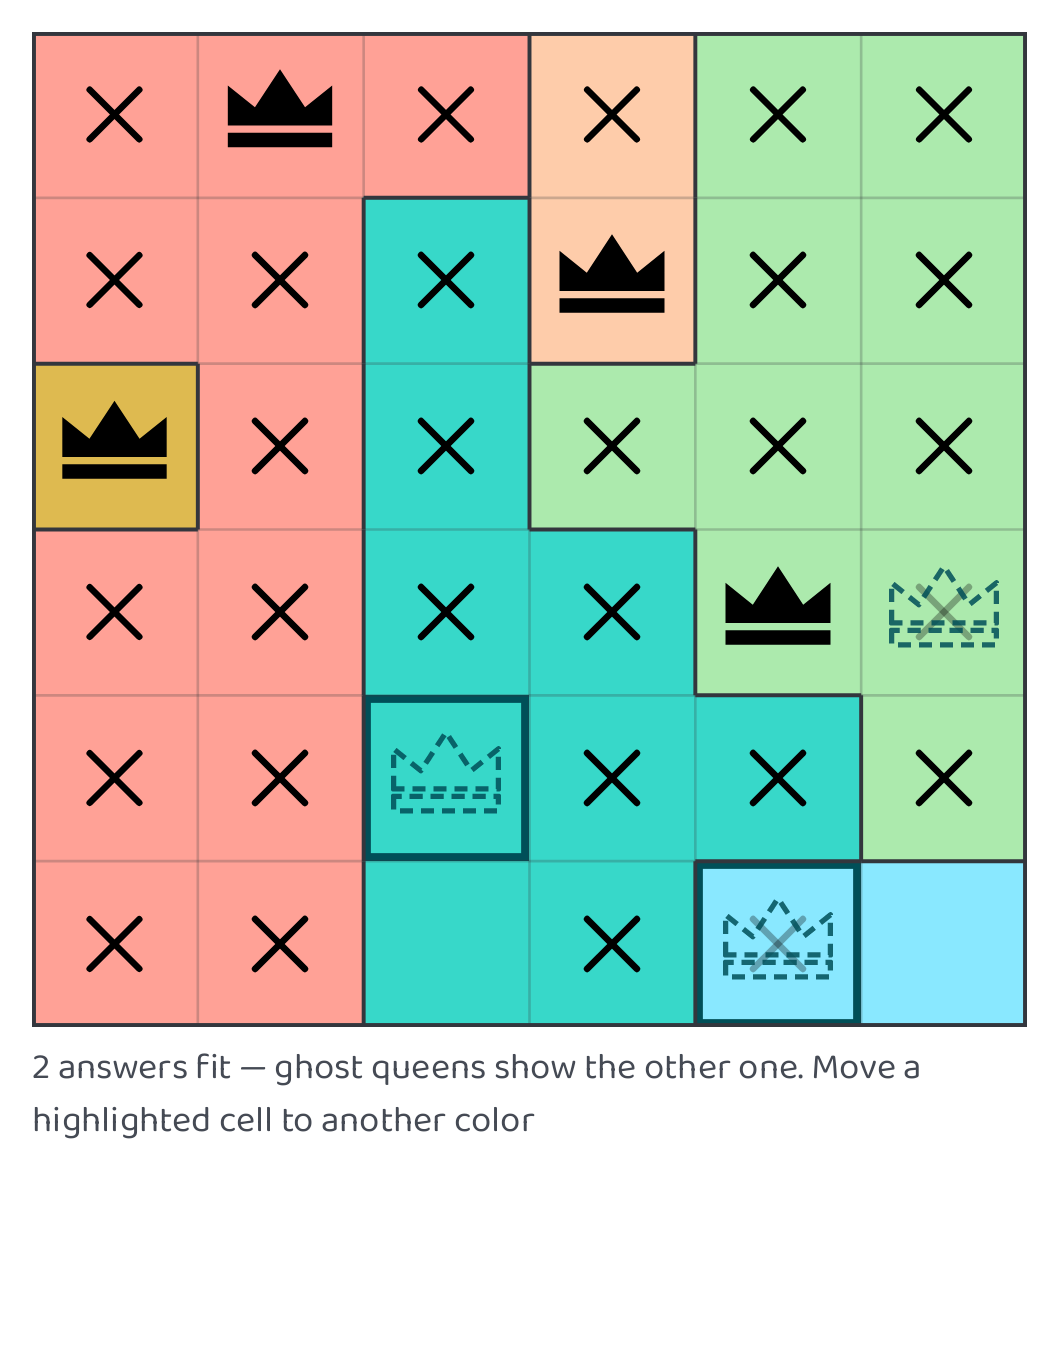 2 answers fit — ghost queens show the other one. Move a
highlighted cell to another color